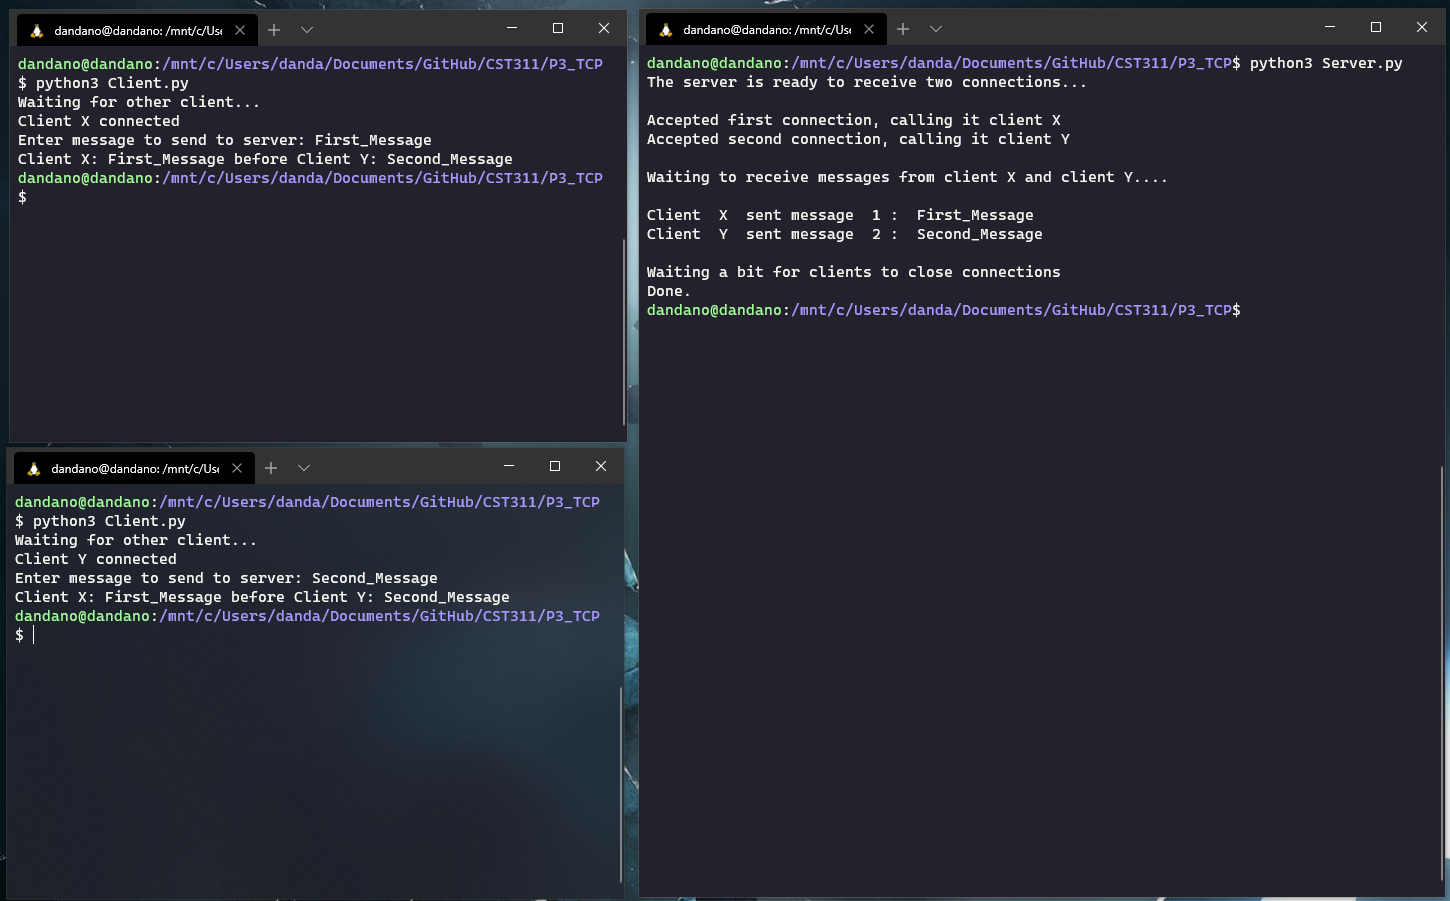 dandano@dandano: /mnt/c/Use
dandano@dandano:/mnt/c/Users/danda/Documents/GitHub/CST311/P3_TCP
$ python3 Client.py
Waiting for other client...
Client X connected
Enter message to send to server: First_Message
Client X: First_Message before Client Y: Second_Message
dandano@dandano:/mnt/c/Users/danda/Documents/GitHub/CST311/P3_TCP
$
dandano@dandano: /mnt/c/Use
dandano@dandano:/mnt/c/Users/danda/Documents/GitHub/CST311/P3_TCP
$ python3 Client.py
Waiting for other client...
Client Y connected
Enter message to send to server: Second_Message
Client X: First_Message before Client Y: Second_Message
dandano@dandano:/mnt/c/Users/danda/Documents/GitHub/CST311/P3_TCP
$
dandano@dandano: /mnt/c/Use
dandano@dandano:/mnt/c/Users/danda/Documents/GitHub/CST311/P3_TCP$ python3 Server.py
The server is ready to receive two connections...
Accepted first connection, calling it client X
Accepted second connection, calling it client Y
Waiting to receive messages from client X and client Y....
Client  X  sent message  1 :  First_Message
Client  Y  sent message  2 :  Second_Message
Waiting a bit for clients to close connections
Done.
dandano@dandano:/mnt/c/Users/danda/Documents/GitHub/CST311/P3_TCP$